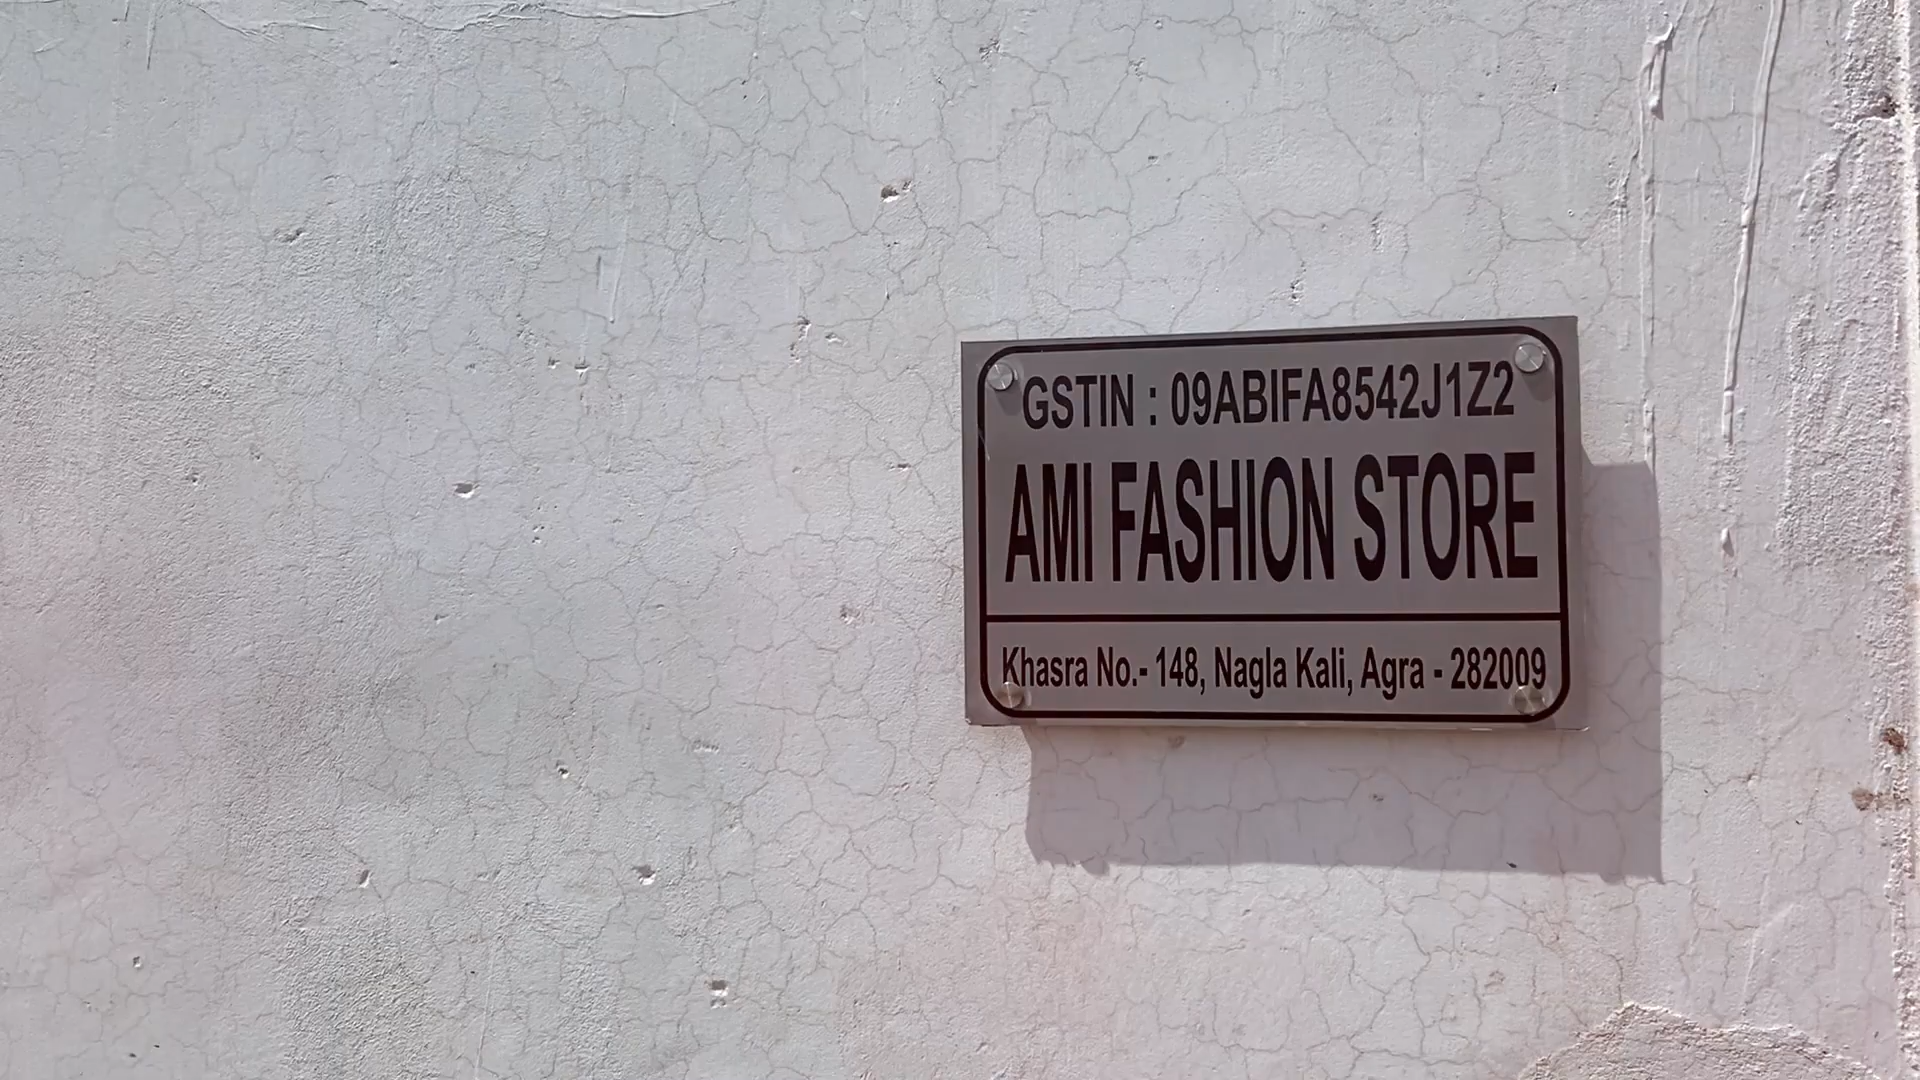 GSTIN : 09ABIFA8542J1Z2
AMI FASHION STORE
Khasra No.- 148, Nagla Kali, Agra - 282009